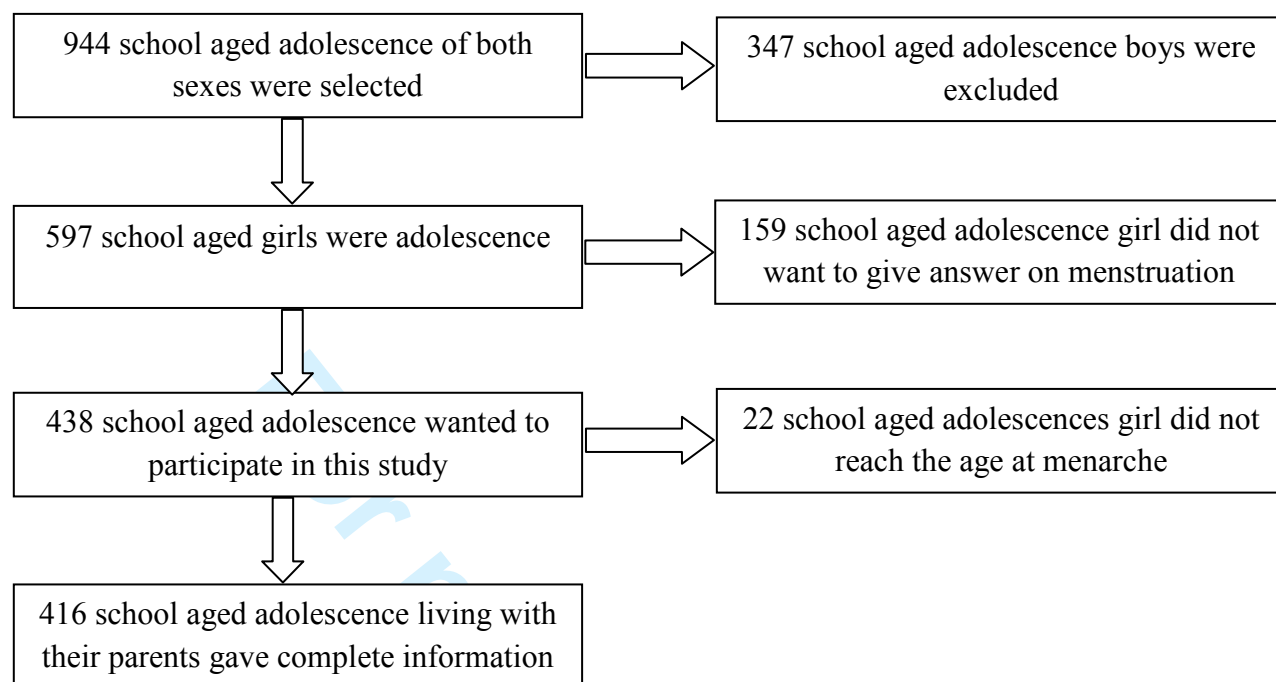 944 school aged adolescence of both
sexes were selected
347 school aged adolescence boys were
excluded
597 school aged girls were adolescence
159 school aged adolescence girl did not
want to give answer on menstruation
438 school aged adolescence wanted to
participate in this study
22 school aged adolescences girl did not
reach the age at menarche
416 school aged adolescence living with
their parents gave complete information